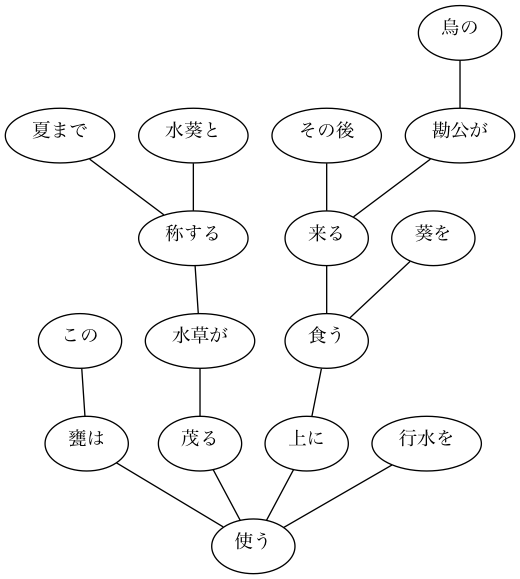 烏の
夏まで
水葵と
その後
勘公が
称する
来る
葵を
この
水草が
食う
甕は
茂る
上に
行水を
使う